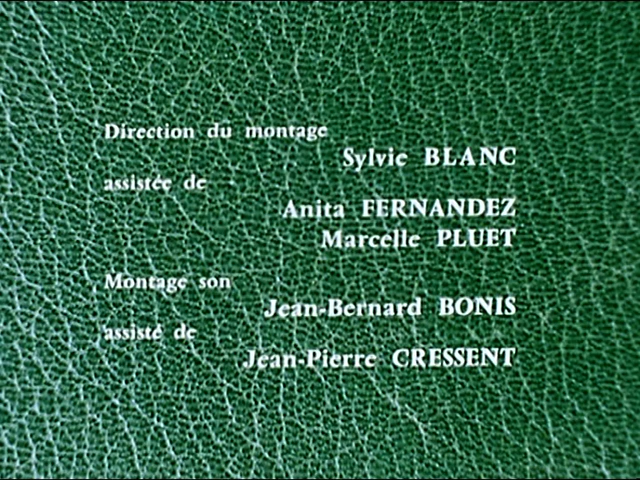 Direction du montage
Sylvie BLANC
assistée de
Anita FERNANDEZ
Marcelle PLUET
Montage son
Jean-Bernard BONIS
assisté de
Jean-Pierre CRESSENT